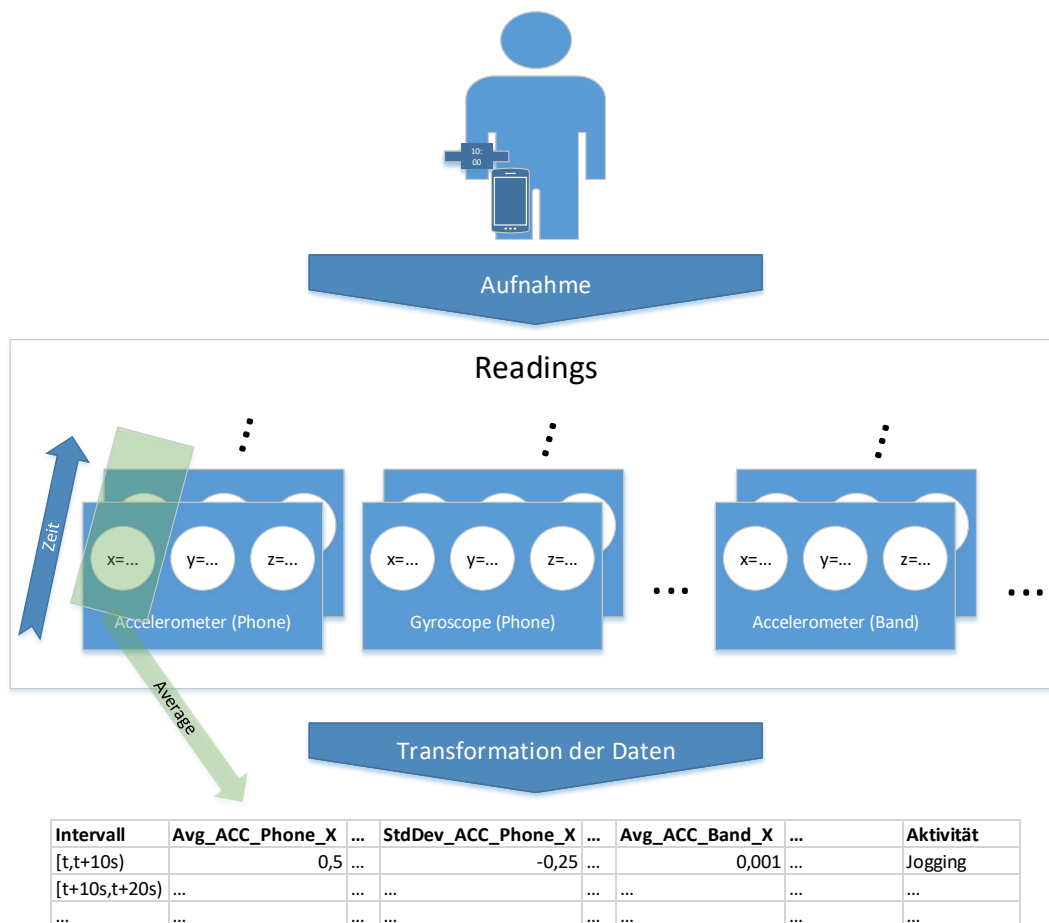 10:
00
Aufnahme
Readings
Zeit
x=...
y=...
z=...
Accelerometer (Phone)
x=...
y=...
z=...
Gyroscope (Phone)
...
x=...
y=...
z=...
Accelerometer (Band)
...
Average
Transformation der Daten
Intervall Avg_ACC_Phone_X ... StdDev_ACC_Phone_X ... Avg_ACC_Band_X ... Aktivität
[t,t+10s) 0,5 ... -0,25 ... 0,001 ... Jogging
[t+10s,t+20s) ... ... ... ... ... ... ...
... ... ... ... ... ... ... ...